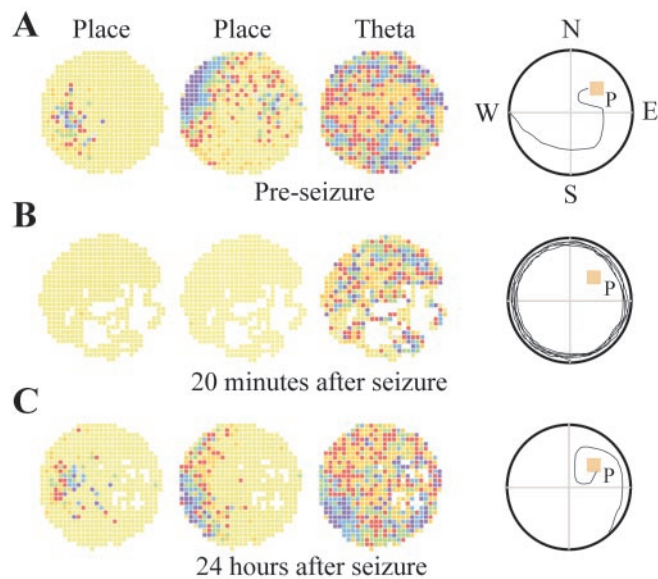 A Place Place Theta N
W P E
Pre-seizure S
B
P
20 minutes after seizure
C
P
24 hours after seizure